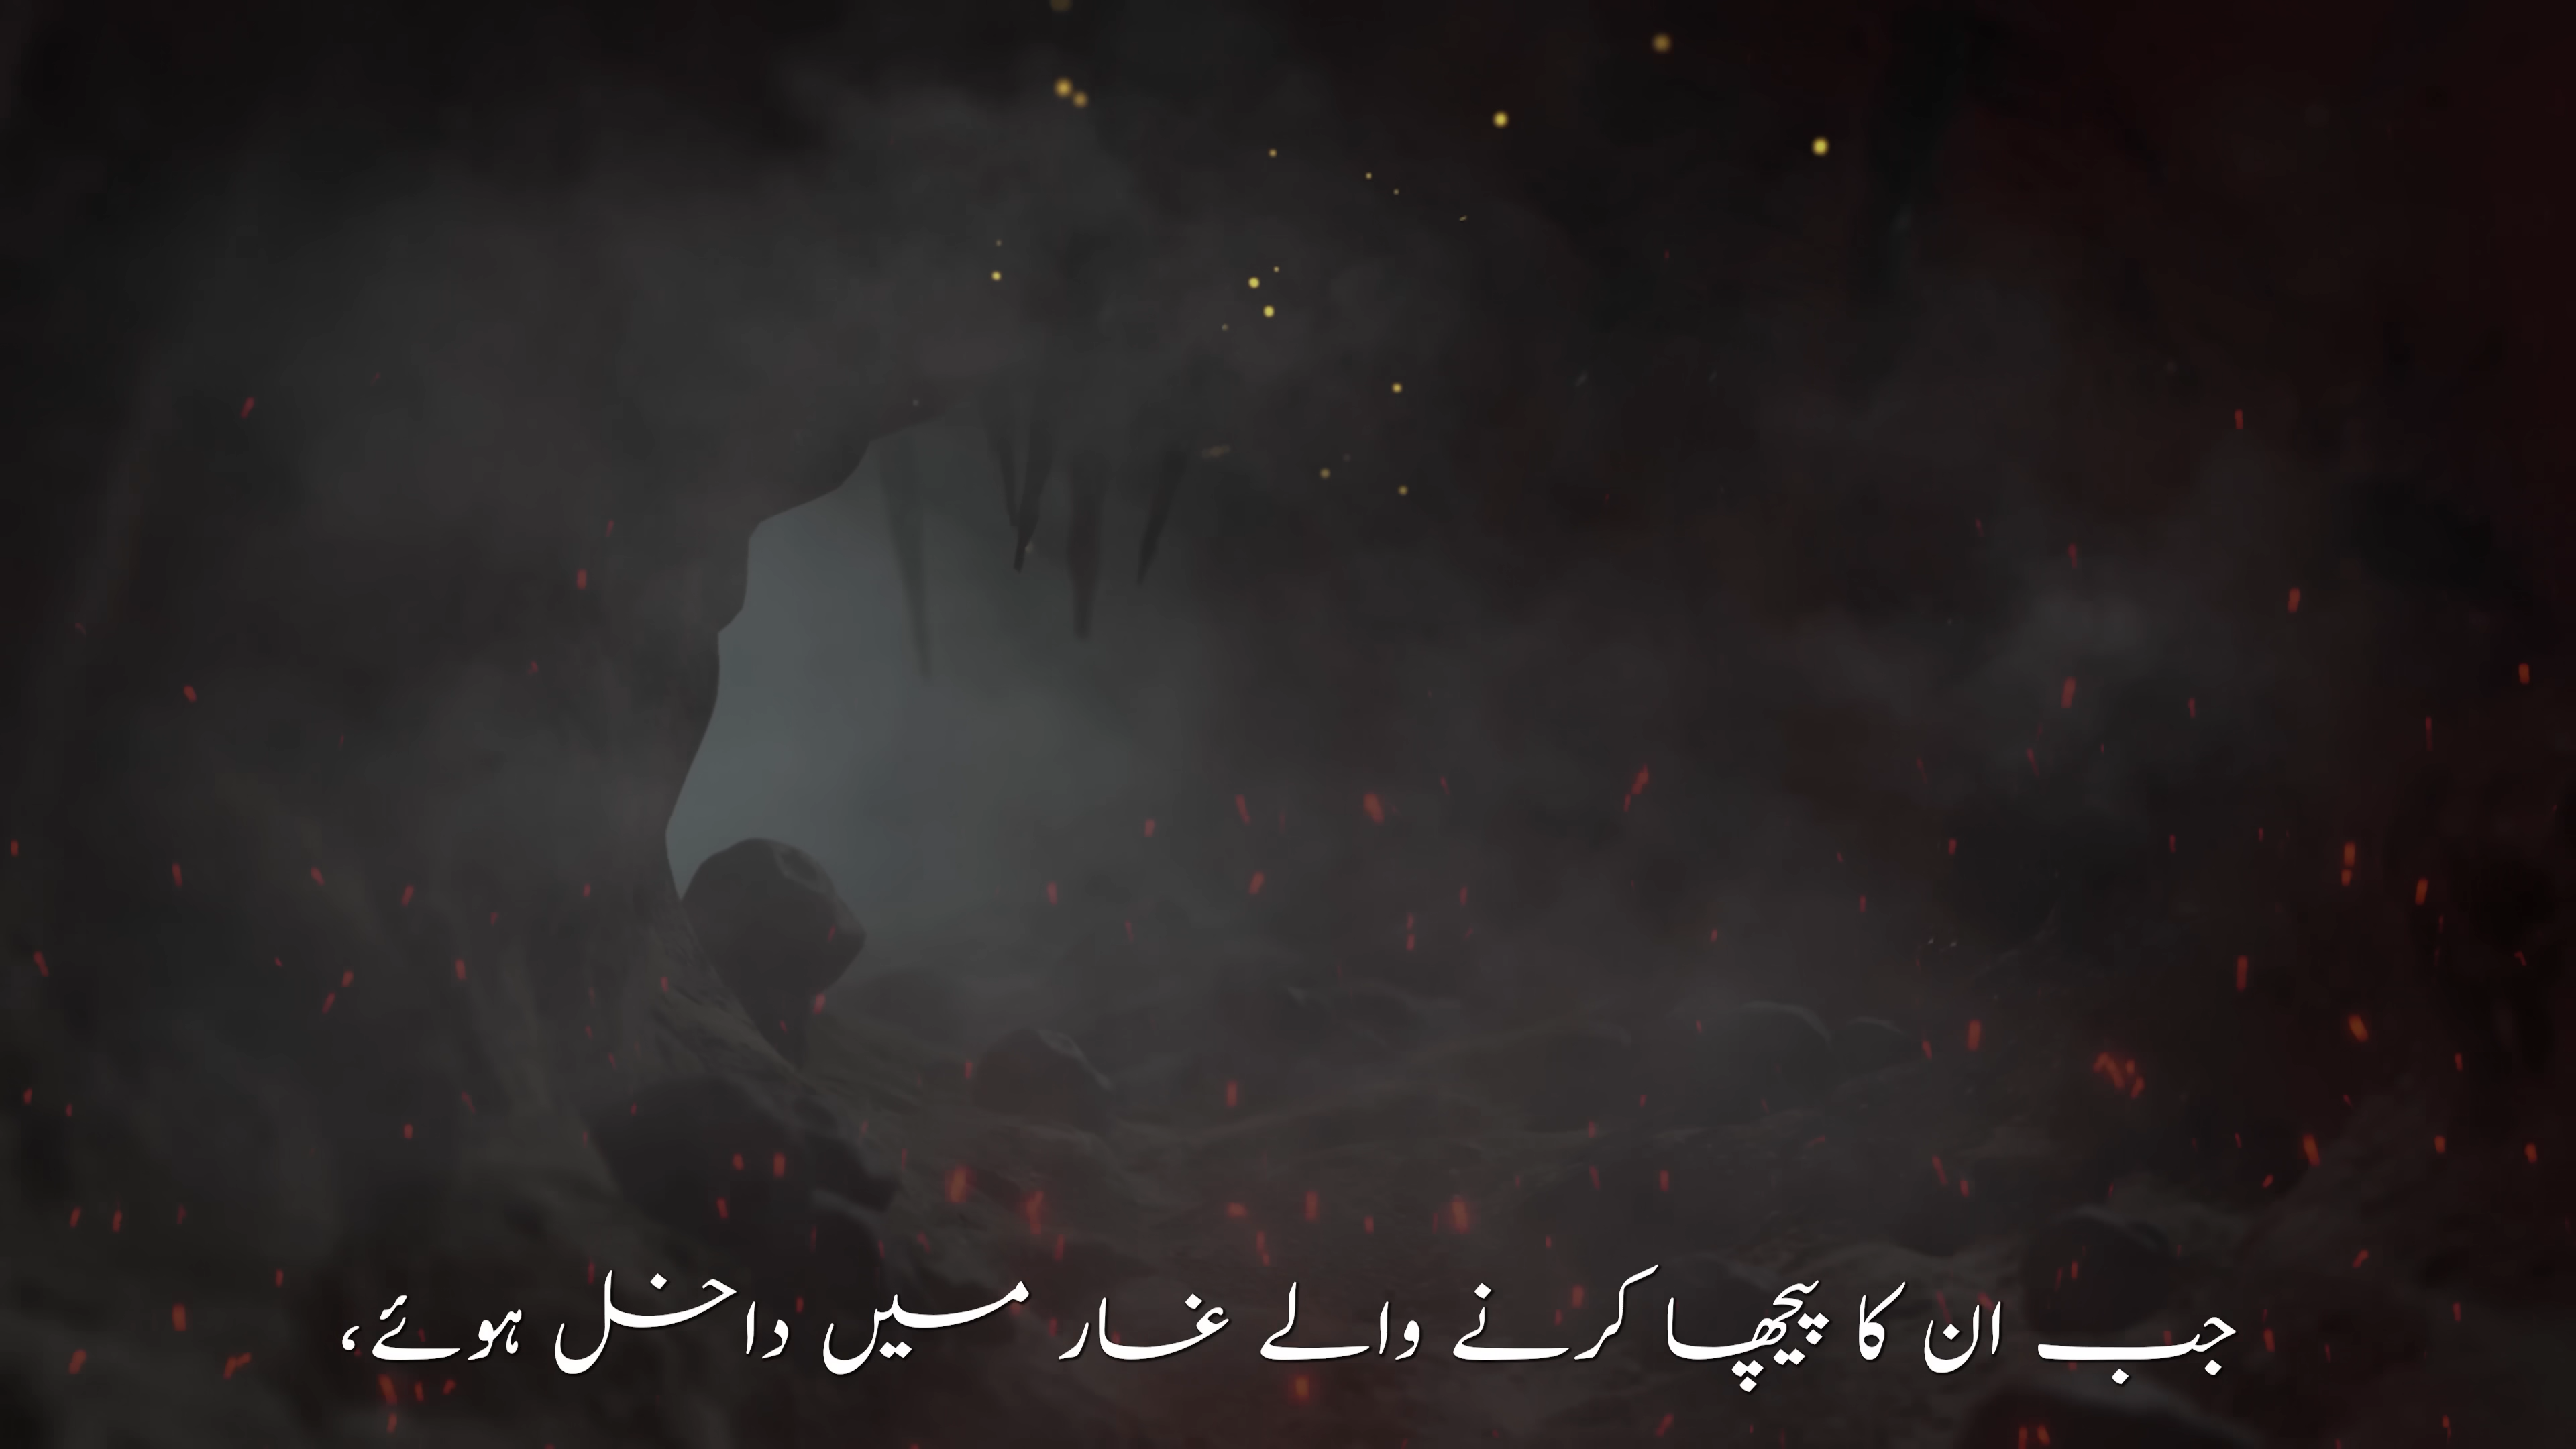 جب ان کا پیچھا کرنے والے غار میں داخل ہوئے،